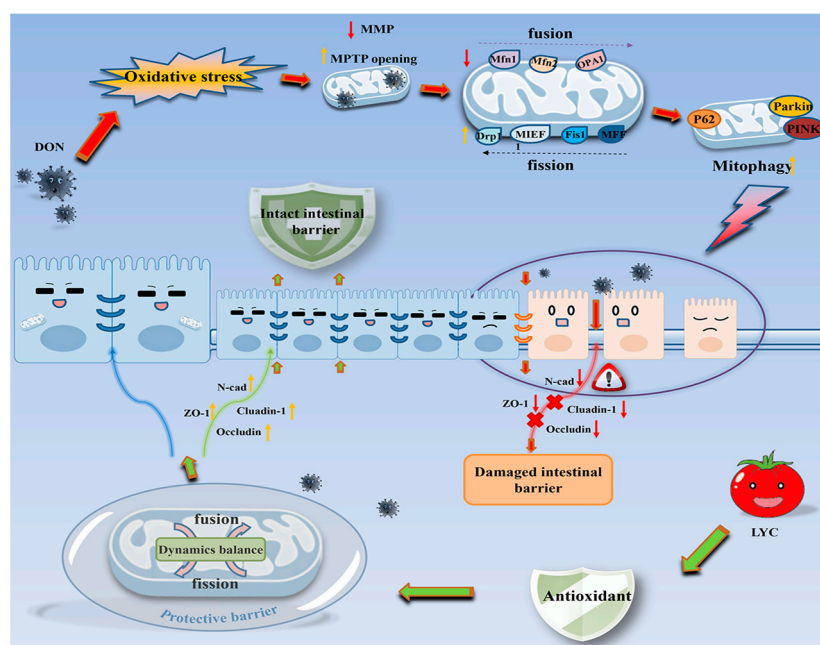 MMP
MPTP opening
Oxidative stress
fusion
Mfn1
Mfn2
OPA1
Drp1
MIEF
1
Fis1
MFF
fission
P62
Parkin
PINK
Mitophagy
DON
Intact intestinal
barrier
N-cad
ZO-1
Cluadin-1
Occludin
N-cad
ZO-1
Cluadin-1
Occludin
Damaged intestinal
barrier
LYC
Antioxidant
fusion
Dynamics balance
fission
Protective barrier